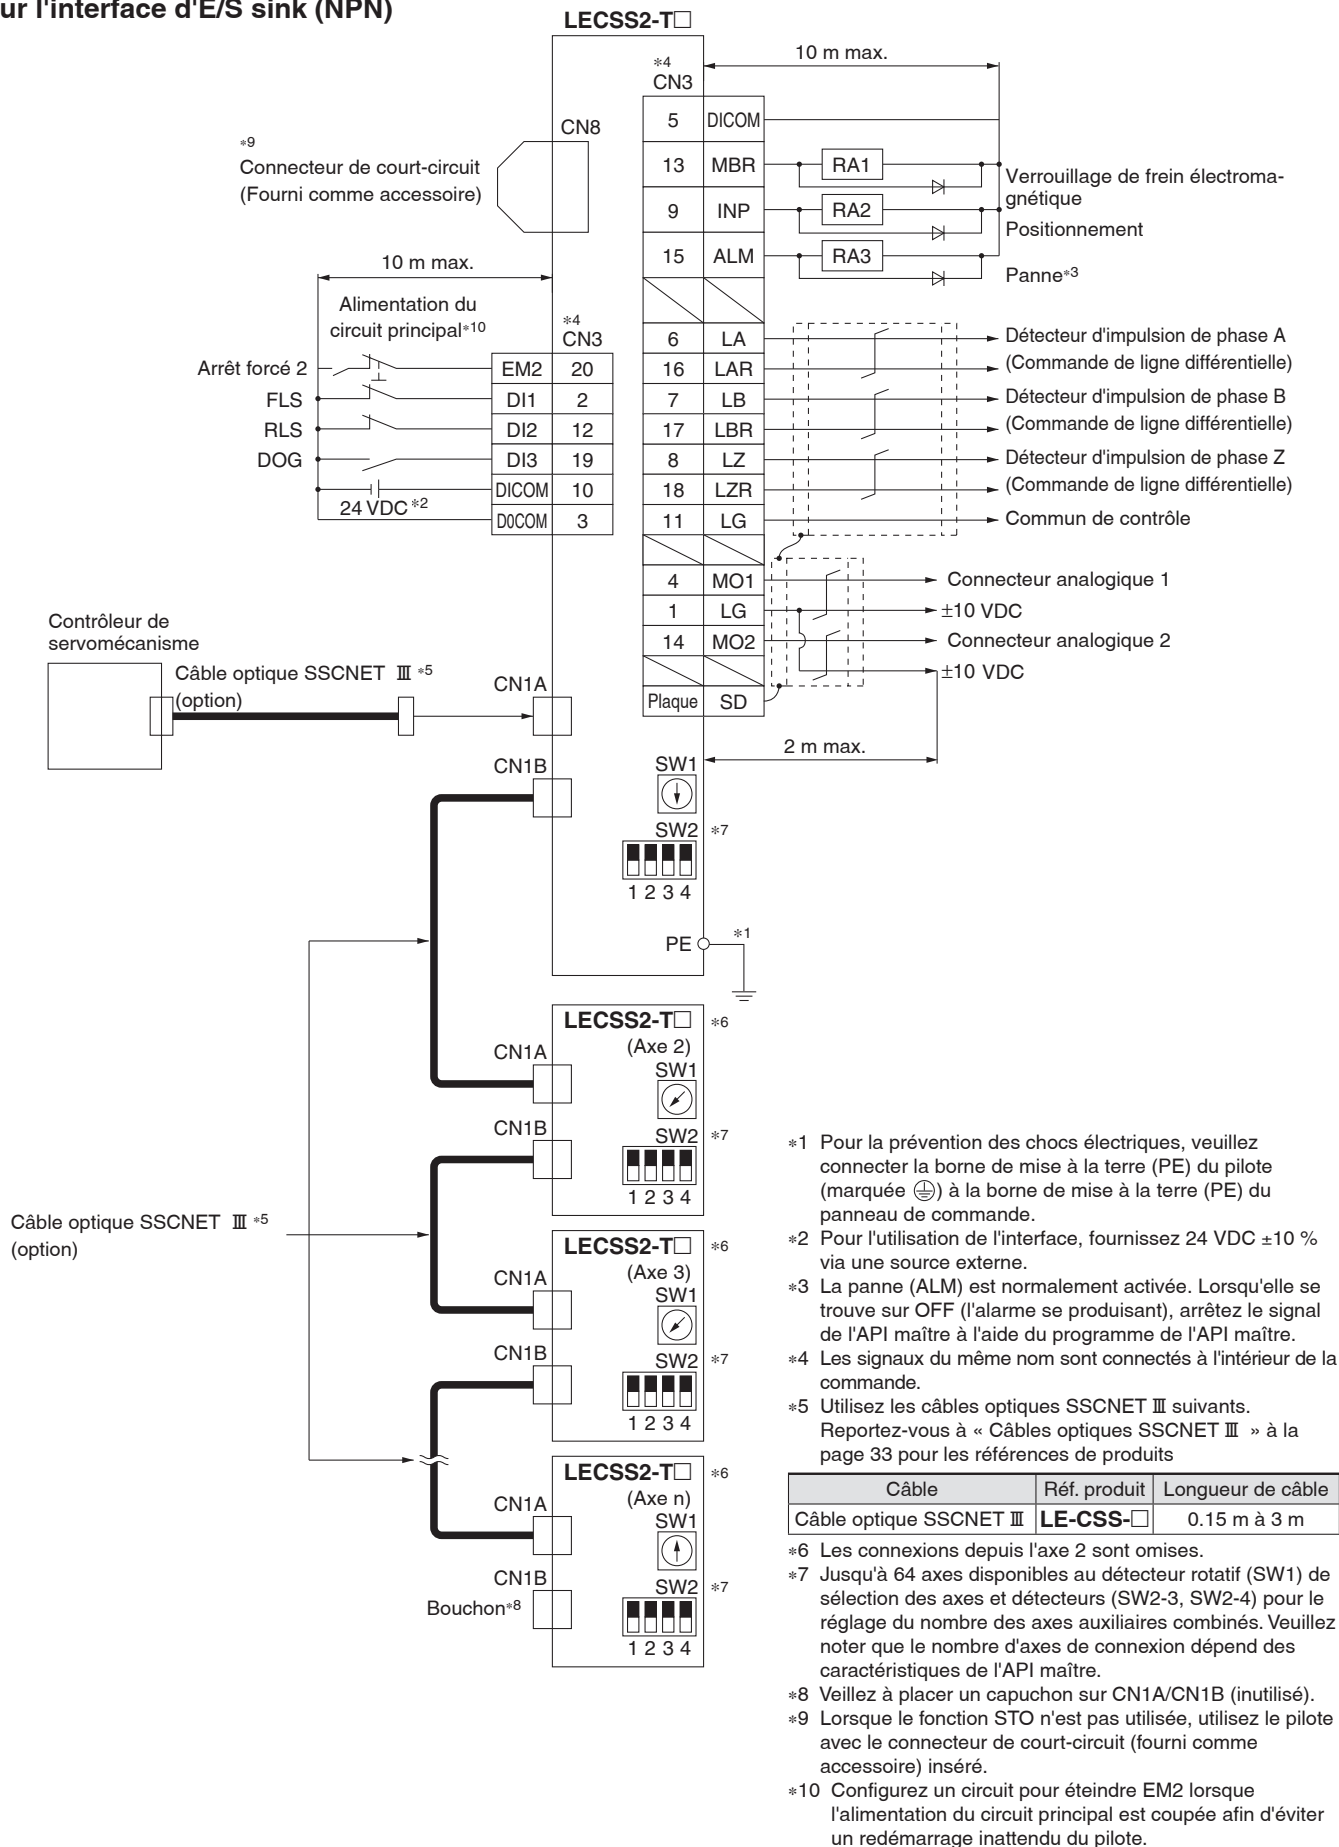 ur l'interface d'E/S sink (NPN)
LECSS2-T□
*4
CN3
10 m max.
5 DICOM
13 MBR RA1
9 INP RA2
15 ALM RA3
Verrouillage de frein électroma-
gnétique
Positionnement
Panne*3
CN8
*9
Connecteur de court-circuit
(Fourni comme accessoire)
10 m max.
Alimentation du
circuit principal*10
*4
CN3
Arrêt forcé 2 EM2 20
FLS DI1 2
RLS DI2 12
DOG DI3 19
DICOM 10
24 VDC*2
D0COM 3
6 LA Détecteur d'impulsion de phase A
16 LAR (Commande de ligne différentielle)
7 LB Détecteur d'impulsion de phase B
17 LBR (Commande de ligne différentielle)
8 LZ Détecteur d'impulsion de phase Z
18 LZR (Commande de ligne différentielle)
11 LG Commun de contrôle
4 MO1 Connecteur analogique 1
1 LG ±10 VDC
14 MO2 Connecteur analogique 2
±10 VDC
Plaque SD
2 m max.
Contrôleur de
servomécanisme
Câble optique SSCNET Ⅲ *5
(option)
CN1A
CN1B
SW1
SW2 *7
1 2 3 4
PE *1
LECSS2-T□ *6
(Axe 2)
CN1A
SW1
CN1B
SW2 *7
1 2 3 4
Câble optique SSCNET Ⅲ *5
(option)
LECSS2-T□ *6
(Axe 3)
CN1A
SW1
CN1B
SW2 *7
1 2 3 4
LECSS2-T□ *6
(Axe n)
CN1A
SW1
CN1B
Bouchon*8
SW2 *7
1 2 3 4
*1 Pour la prévention des chocs électriques, veuillez
connecter la borne de mise à la terre (PE) du pilote
(marquée ⏚) à la borne de mise à la terre (PE) du
panneau de commande.
*2 Pour l'utilisation de l'interface, fournissez 24 VDC ±10 %
via une source externe.
*3 La panne (ALM) est normalement activée. Lorsqu'elle se
trouve sur OFF (l'alarme se produisant), arrêtez le signal
de l'API maître à l'aide du programme de l'API maître.
*4 Les signaux du même nom sont connectés à l'intérieur de la
commande.
*5 Utilisez les câbles optiques SSCNET Ⅲ suivants.
Reportez-vous à « Câbles optiques SSCNET Ⅲ » à la
page 33 pour les références de produits
Câble Réf. produit Longueur de câble
Câble optique SSCNET Ⅲ LE-CSS-□ 0.15 m à 3 m
*6 Les connexions depuis l'axe 2 sont omises.
*7 Jusqu'à 64 axes disponibles au détecteur rotatif (SW1) de
sélection des axes et détecteurs (SW2-3, SW2-4) pour le
réglage du nombre des axes auxiliaires combinés. Veuillez
noter que le nombre d'axes de connexion dépend des
caractéristiques de l'API maître.
*8 Veillez à placer un capuchon sur CN1A/CN1B (inutilisé).
*9 Lorsque le fonction STO n'est pas utilisée, utilisez le pilote
avec le connecteur de court-circuit (fourni comme
accessoire) inséré.
*10 Configurez un circuit pour éteindre EM2 lorsque
l'alimentation du circuit principal est coupée afin d'éviter
un redémarrage inattendu du pilote.